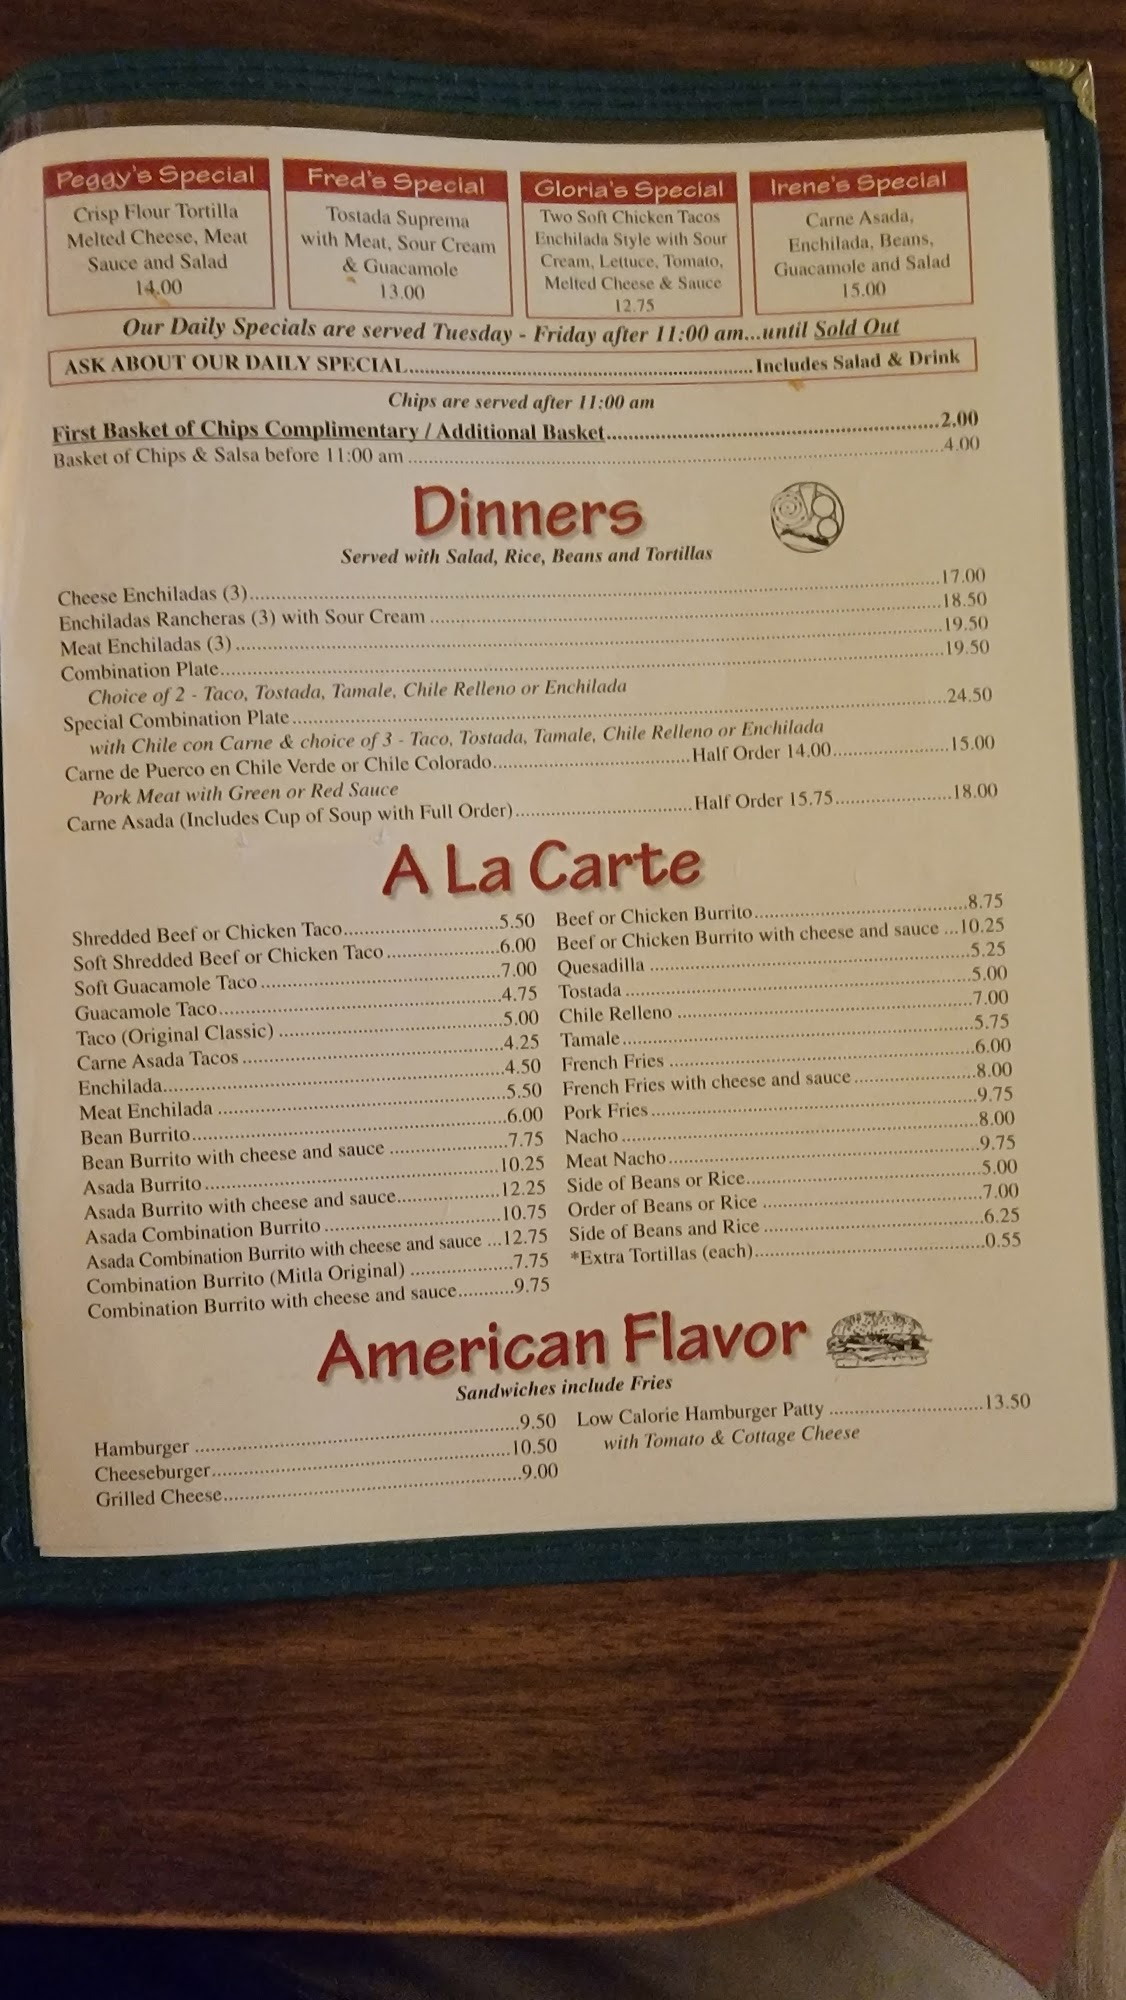 Peggy's Special
Crisp Flour Tortilla
Melted Cheese, Meat
Sauce and Salad
14.00
Fred's Special
Tostada Suprema
with Meat, Sour Cream
& Guacamole
13.00
Gloria's Special
Two Soft Chicken Tacos
Enchilada Style with Sour
Cream, Lettuce, Tomato,
Melted Cheese & Sauce
12.75
Irene's Special
Carne Asada,
Enchilada, Beans,
Guacamole and Salad
15.00
Our Daily Specials are served Tuesday - Friday after 11:00 am...until Sold Out
ASK ABOUT OUR DAILY SPECIAL...Includes Salad & Drink
Chips are served after 11:00 am
First Basket of Chips Complimentary / Additional Basket...2.00
Basket of Chips & Salsa before 11:00 am...4.00
Dinners
Served with Salad, Rice, Beans and Tortillas
Cheese Enchiladas (3)...17.00
Enchiladas Rancheras (3) with Sour Cream...18.50
Meat Enchiladas (3)...19.50
Combination Plate...19.50
Choice of 2 - Taco, Tostada, Tamale, Chile Relleno or Enchilada
Special Combination Plate...24.50
with Chile con Carne & choice of 3 - Taco, Tostada, Tamale, Chile Relleno or Enchilada
Carne de Puerco en Chile Verde or Chile Colorado...Half Order 14.00...15.00
Pork Meat with Green or Red Sauce
Carne Asada (Includes Cup of Soup with Full Order)...Half Order 15.75...18.00
A La Carte
Shredded Beef or Chicken Taco...5.50
Soft Shredded Beef or Chicken Taco...6.00
Soft Guacamole Taco...7.00
Guacamole Taco...4.75
Taco (Original Classic)...5.00
Carne Asada Tacos...4.25
Enchilada...4.50
Meat Enchilada...5.50
Bean Burrito...6.00
Bean Burrito with cheese and sauce...7.75
Asada Burrito...10.25
Asada Burrito with cheese and sauce...12.25
Asada Combination Burrito...10.75
Asada Combination Burrito with cheese and sauce...12.75
Combination Burrito (Mitla Original)...7.75
Combination Burrito with cheese and sauce...9.75
Beef or Chicken Burrito...8.75
Beef or Chicken Burrito with cheese and sauce...10.25
Quesadilla...5.25
Tostada...5.00
Chile Relleno...7.00
Tamale...5.75
French Fries...6.00
French Fries with cheese and sauce...8.00
Pork Fries...9.75
Nacho...8.00
Meat Nacho...9.75
Side of Beans or Rice...5.00
Order of Beans or Rice...7.00
Side of Beans and Rice...6.25
*Extra Tortillas (each)...0.55
American Flavor
Sandwiches include Fries
Hamburger...9.50
Cheeseburger...10.50
Grilled Cheese...9.00
Low Calorie Hamburger Patty...13.50
with Tomato & Cottage Cheese